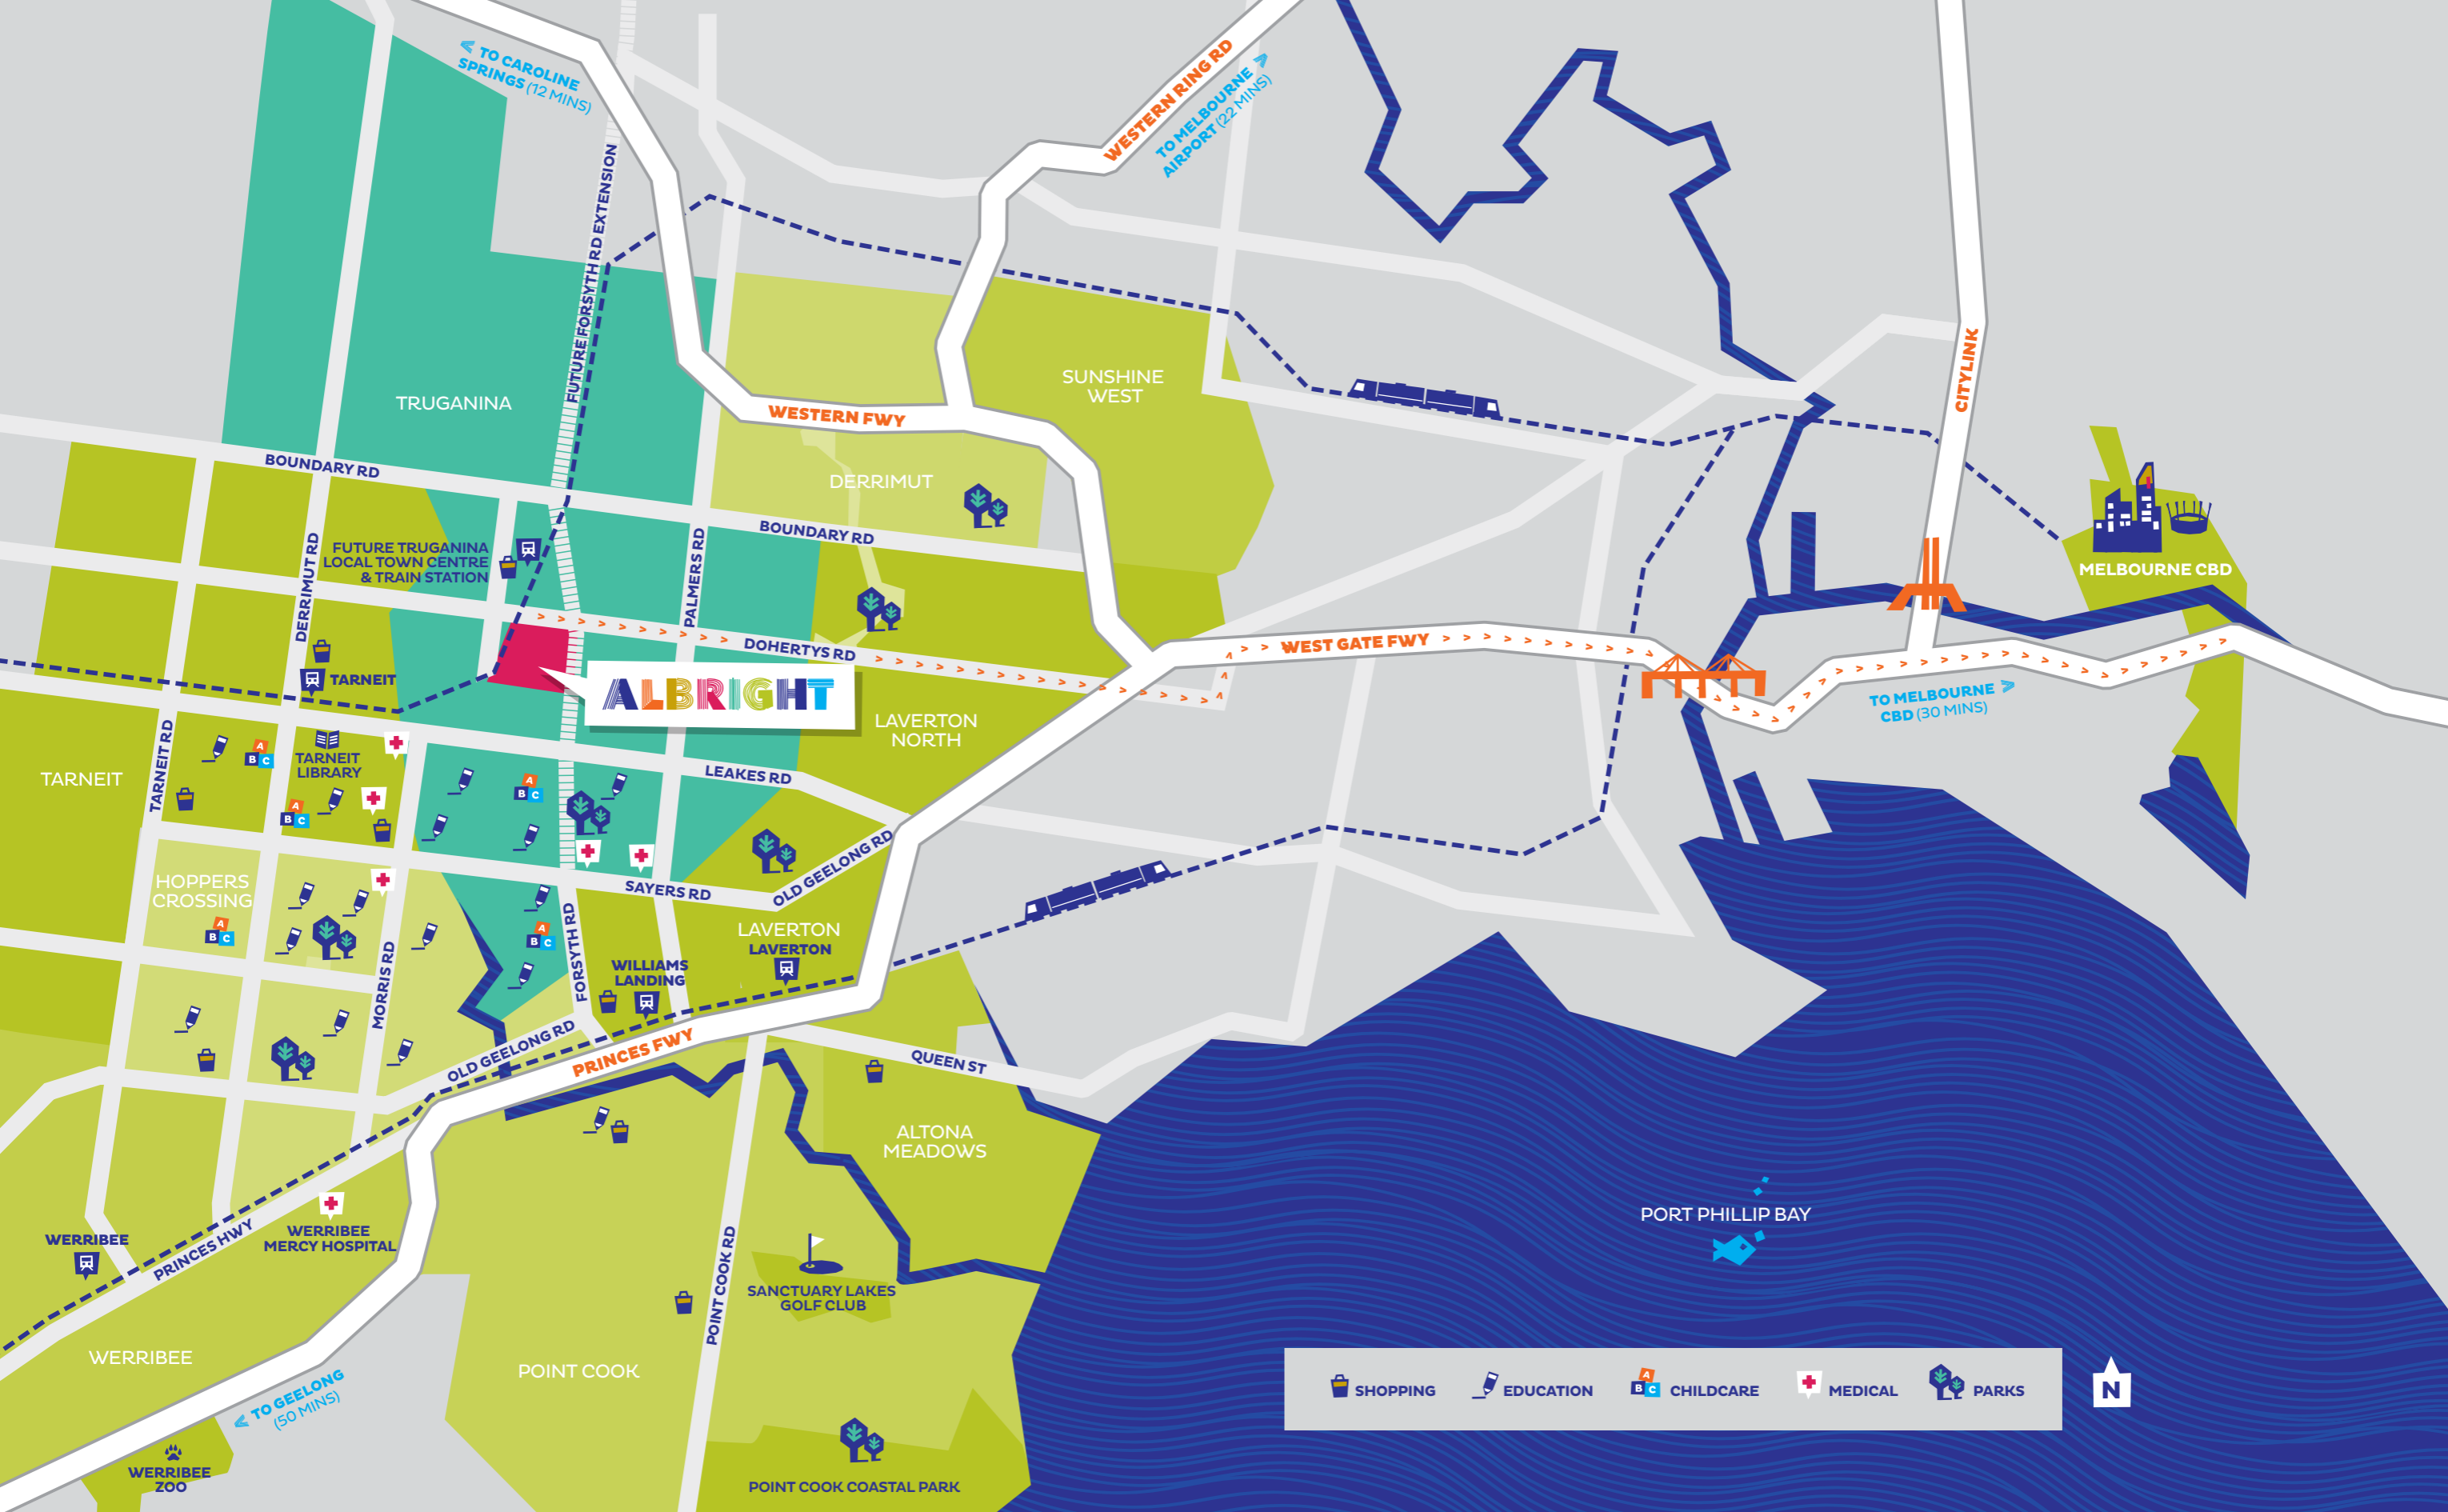 < TO CAROLINE
SPRINGS (12 MINS)
WESTERN RING RD
TO MELBOURNE >
AIRPORT (22 MINS)
FUTURE FORSYTH RD EXTENSION
TRUGANINA
SUNSHINE
WEST
CITYLINK
WESTERN FWY
BOUNDARY RD
DERRIMUT
BOUNDARY RD
FUTURE TRUGANINA
LOCAL TOWN CENTRE
& TRAIN STATION
DERRIMUT RD
PALMERS RD
MELBOURNE CBD
DOHERTYS RD
WEST GATE FWY
TARNEIT
ALBRIGHT
TO MELBOURNE >
CBD (30 MINS)
LAVERTON
NORTH
TARNEIT RD
TARNEIT
LIBRARY
TARNEIT
A
B C
A
B C
A
B C
LEAKES RD
OLD GEELONG RD
HOPPERS
CROSSING
SAYERS RD
A
B C
A
B C
LAVERTON
LAVERTON
FORSYTH RD
MORRIS RD
WILLIAMS
LANDING
OLD GEELONG RD
PRINCES FWY
QUEEN ST
ALTONA
MEADOWS
PORT PHILLIP BAY
WERRIBEE
PRINCES HWY
WERRIBEE
MERCY HOSPITAL
POINT COOK RD
SANCTUARY LAKES
GOLF CLUB
WERRIBEE
POINT COOK
< TO GEELONG
(50 MINS)
WERRIBEE
ZOO
POINT COOK COASTAL PARK
SHOPPING
EDUCATION
A
B C
CHILDCARE
MEDICAL
PARKS
N